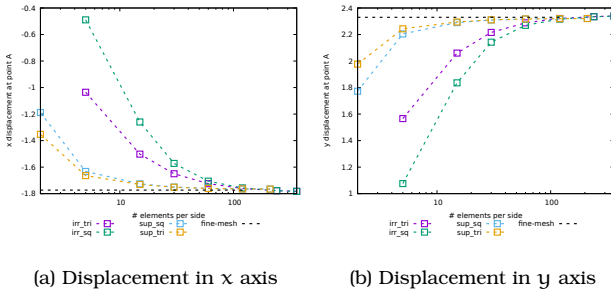 -0.4
-0.6
-0.8
-1
-1.2
-1.4
-1.6
-1.8
x displacement at point A
10
100
# elements per side
irr_tri
irr_sq
sup_sq
sup_tri
fine-mesh
2.4
2.2
2
1.8
1.6
1.4
1.2
1
y displacement at point A
10
100
# elements per side
irr_tri
irr_sq
sup_sq
sup_tri
fine-mesh
(a) Displacement in x axis
(b) Displacement in y axis